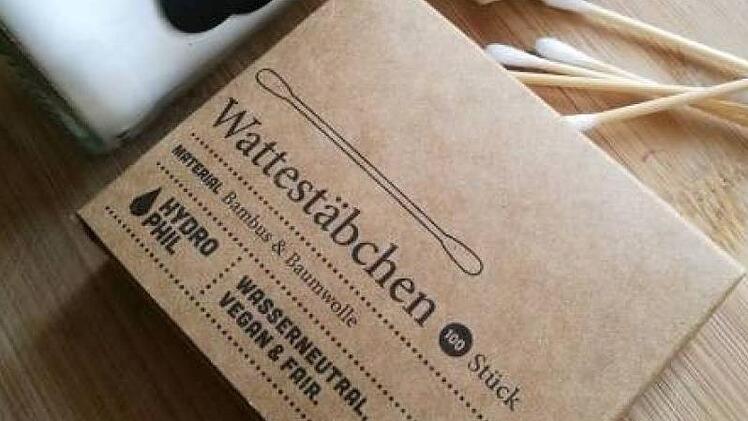 Wattestäbchen
100 Stück
MATERIAL Bambus & Baumwolle
HYDRO
PHIL
WASSERNEUTRAL,
VEGAN & FAIR.